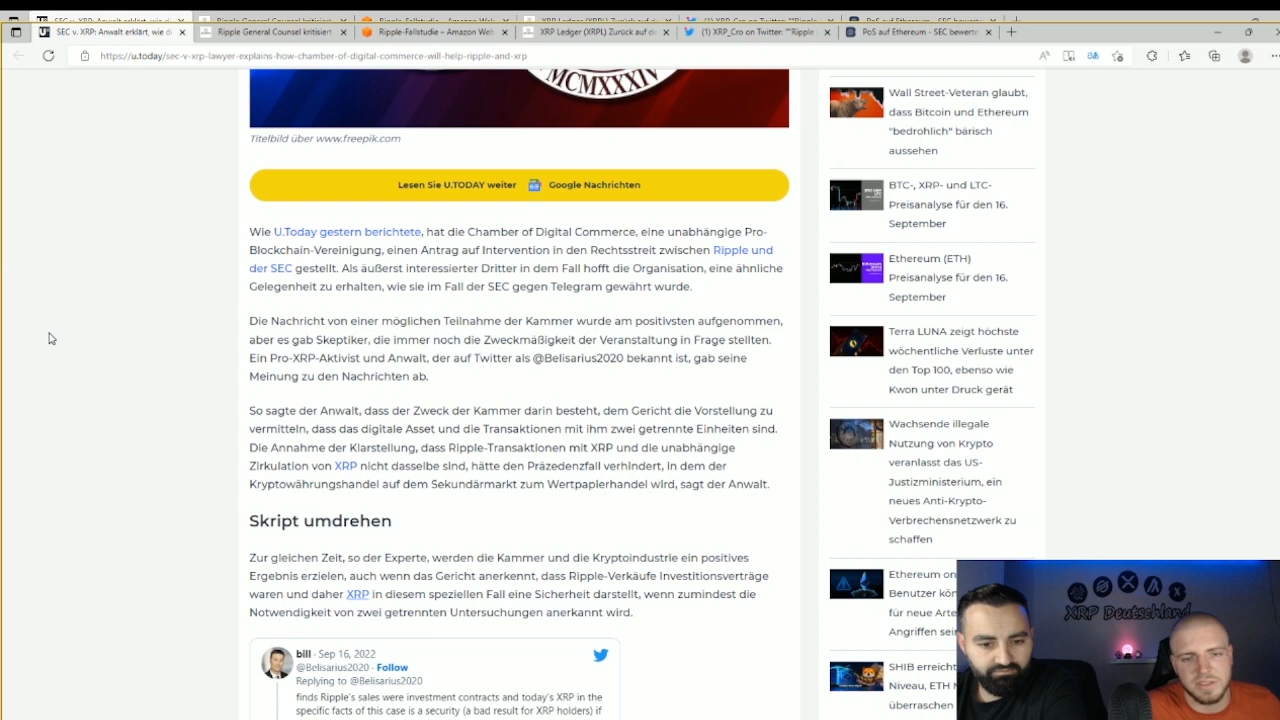 SEC v. XRP: Anwalt erklärt, wie di
Ripple General Counsel kritisiert
Ripple-Fallstudie – Amazon Web
XRP Ledger (XRPL) Zurück auf d
(1) XRP_Cro on Twitter: "Ripple
PoS auf Ethereum - SEC bewerte
https://u.today/sec-v-xrp-lawyer-explains-how-chamber-of-digital-commerce-will-help-ripple-and-xrp
MCMXXXIV
Titelbild über www.freepik.com
Lesen Sie U.TODAY weiter Google Nachrichten
Wie U.Today gestern berichtete, hat die Chamber of Digital Commerce, eine unabhängige Pro-
Blockchain-Vereinigung, einen Antrag auf Intervention in den Rechtsstreit zwischen Ripple und
der SEC gestellt. Als äußerst interessierter Dritter in dem Fall hofft die Organisation, eine ähnliche
Gelegenheit zu erhalten, wie sie im Fall der SEC gegen Telegram gewährt wurde.
Die Nachricht von einer möglichen Teilnahme der Kammer wurde am positivsten aufgenommen,
aber es gab Skeptiker, die immer noch die Zweckmäßigkeit der Veranstaltung in Frage stellten.
Ein Pro-XRP-Aktivist und Anwalt, der auf Twitter als @Belisarius2020 bekannt ist, gab seine
Meinung zu den Nachrichten ab.
So sagte der Anwalt, dass der Zweck der Kammer darin besteht, dem Gericht die Vorstellung zu
vermitteln, dass das digitale Asset und die Transaktionen mit ihm zwei getrennte Einheiten sind.
Die Annahme der Klarstellung, dass Ripple-Transaktionen mit XRP und die unabhängige
Zirkulation von XRP nicht dasselbe sind, hätte den Präzedenzfall verhindert, in dem der
Kryptowährungshandel auf dem Sekundärmarkt zum Wertpapierhandel wird, sagt der Anwalt.
Skript umdrehen
Zur gleichen Zeit, so der Experte, werden die Kammer und die Kryptoindustrie ein positives
Ergebnis erzielen, auch wenn das Gericht anerkennt, dass Ripple-Verkäufe Investitionsverträge
waren und daher XRP in diesem speziellen Fall eine Sicherheit darstellt, wenn zumindest die
Notwendigkeit von zwei getrennten Untersuchungen anerkannt wird.
bill · Sep 16, 2022
@Belisarius2020 · Follow
Replying to @Belisarius2020
finds Ripple's sales were investment contracts and today's XRP in the
specific facts of this case is a security (a bad result for XRP holders) if
Wall Street-Veteran glaubt,
dass Bitcoin und Ethereum
"bedrohlich" bärisch
aussehen
BTC-, XRP- und LTC-
Preisanalyse für den 16.
September
Ethereum (ETH)
Preisanalyse für den 16.
September
Terra LUNA zeigt höchste
wöchentliche Verluste unter
den Top 100, ebenso wie
Kwon unter Druck gerät
Wachsende illegale
Nutzung von Krypto
veranlasst das US-
Justizministerium, ein
neues Anti-Krypto-
Verbrechensnetzwerk zu
schaffen
Ethereum
Benutzer
für neue
Angriffen
SHIB erreicht
Niveau, ETH
überraschen
XRP Deutschland